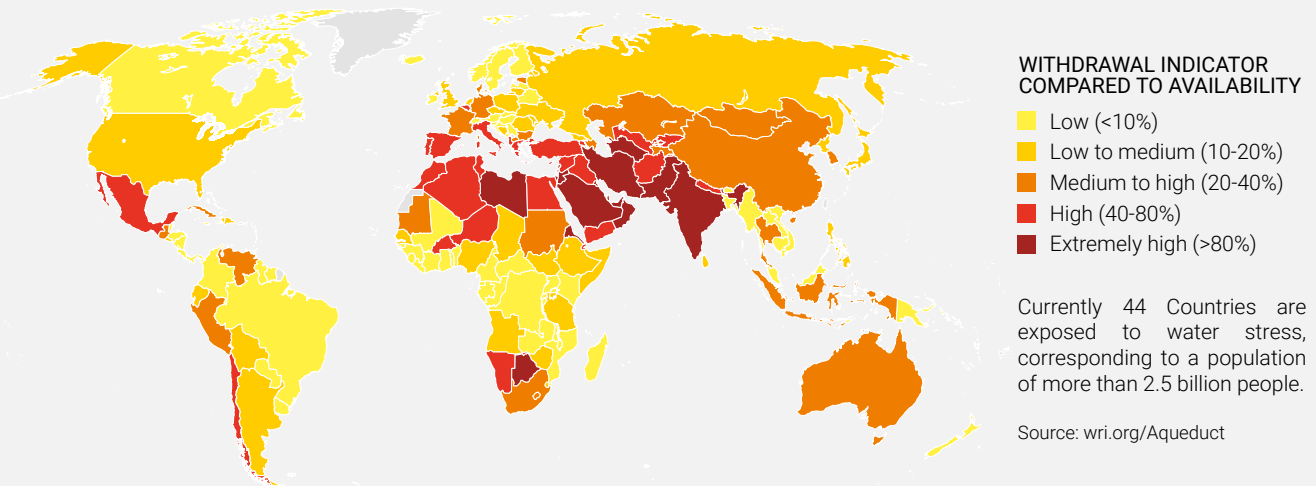 WITHDRAWAL INDICATOR
COMPARED TO AVAILABILITY
Low (<10%)
Low to medium (10-20%)
Medium to high (20-40%)
High (40-80%)
Extremely high (>80%)
Currently 44 Countries are
exposed to water stress,
corresponding to a population
of more than 2.5 billion people.
Source: wri.org/Aqueduct